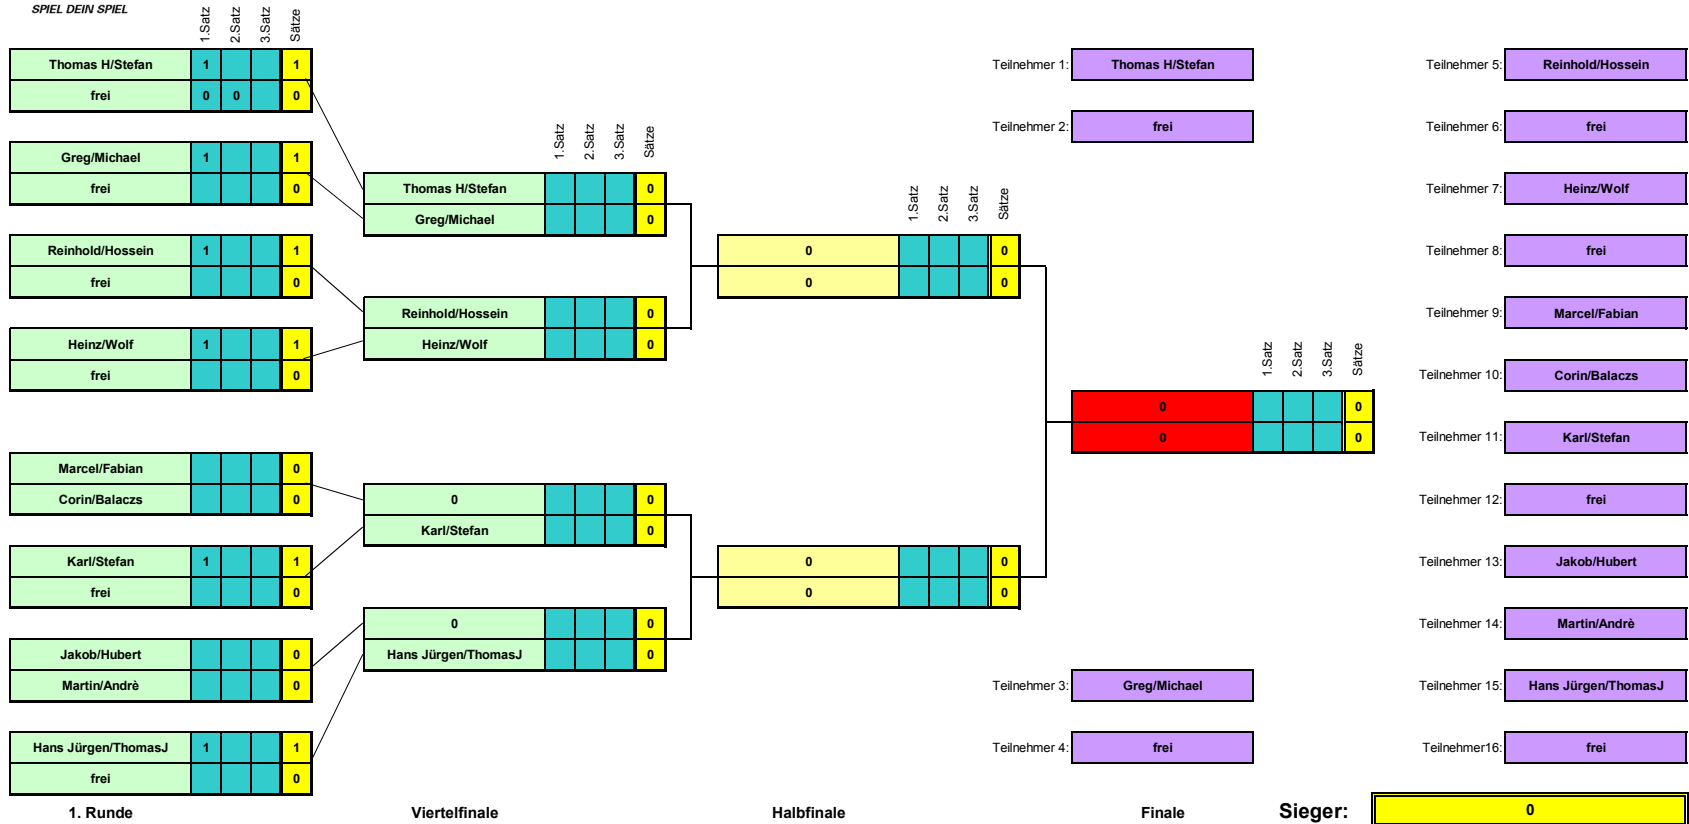 SPIEL DEIN SPIEL
1.Satz 2.Satz 3.Satz Sätze
Thomas H/Stefan 1 1
frei 0 0 0
Greg/Michael 1 1
frei 0
Reinhold/Hossein 1 1
frei 0
Heinz/Wolf 1 1
frei 0
Marcel/Fabian 0
Corin/Balaczs 0
Karl/Stefan 1 1
frei 0
Jakob/Hubert 0
Martin/Andrè 0
Hans Jürgen/ThomasJ 1 1
frei 0
1. Runde
1.Satz 2.Satz 3.Satz Sätze
Thomas H/Stefan 0
Greg/Michael 0
Reinhold/Hossein 0
Heinz/Wolf 0
0 0
Karl/Stefan 0
0 0
Hans Jürgen/ThomasJ 0
Viertelfinale
1.Satz 2.Satz 3.Satz Sätze
0 0
0 0
0 0
0 0
Halbfinale
Teilnehmer 1: Thomas H/Stefan
Teilnehmer 2: frei
1.Satz 2.Satz 3.Satz Sätze
0 0
0 0
Teilnehmer 3: Greg/Michael
Teilnehmer 4: frei
Finale
Teilnehmer 5: Reinhold/Hossein
Teilnehmer 6: frei
Teilnehmer 7: Heinz/Wolf
Teilnehmer 8: frei
Teilnehmer 9: Marcel/Fabian
Teilnehmer 10: Corin/Balaczs
Teilnehmer 11: Karl/Stefan
Teilnehmer 12: frei
Teilnehmer 13: Jakob/Hubert
Teilnehmer 14: Martin/Andrè
Teilnehmer 15: Hans Jürgen/ThomasJ
Teilnehmer16: frei
Sieger: 0